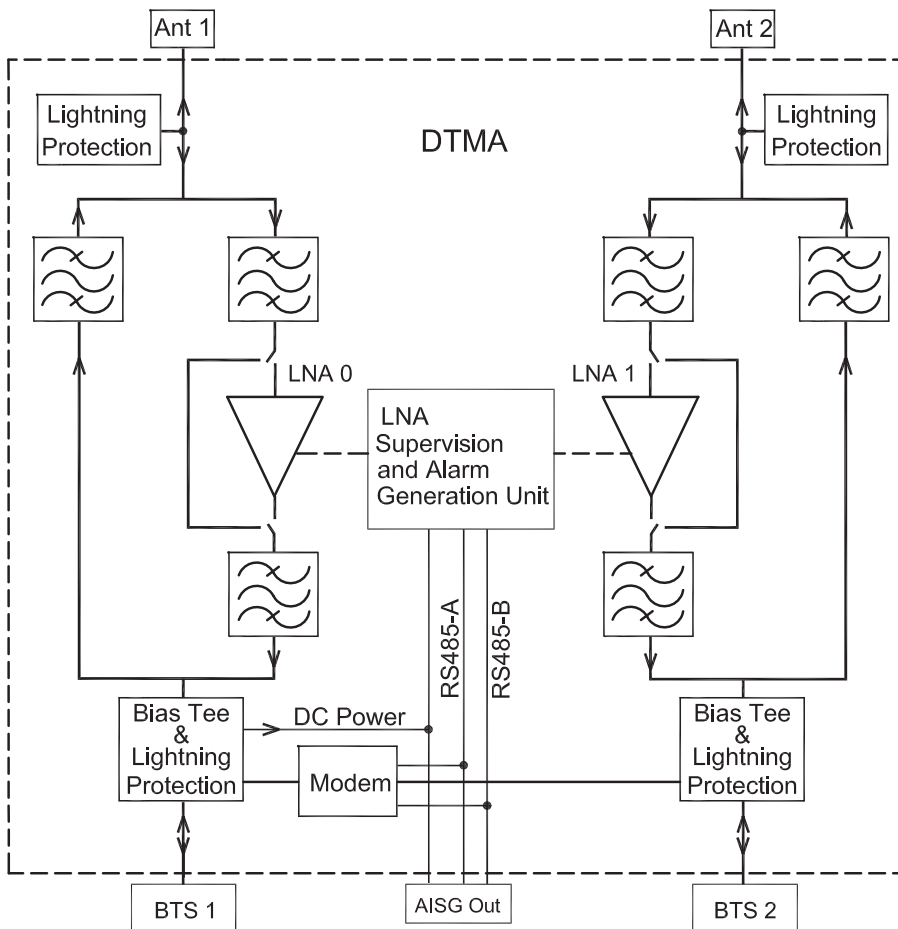 Ant 1
Ant 2
Lightning
Protection
DTMA
Lightning
Protection
LNA 0
LNA 1
LNA
Supervision
and Alarm
Generation Unit
RS485-A
RS485-B
Bias Tee
&
Lightning
Protection
DC Power
Modem
Bias Tee
&
Lightning
Protection
BTS 1
AISG Out
BTS 2